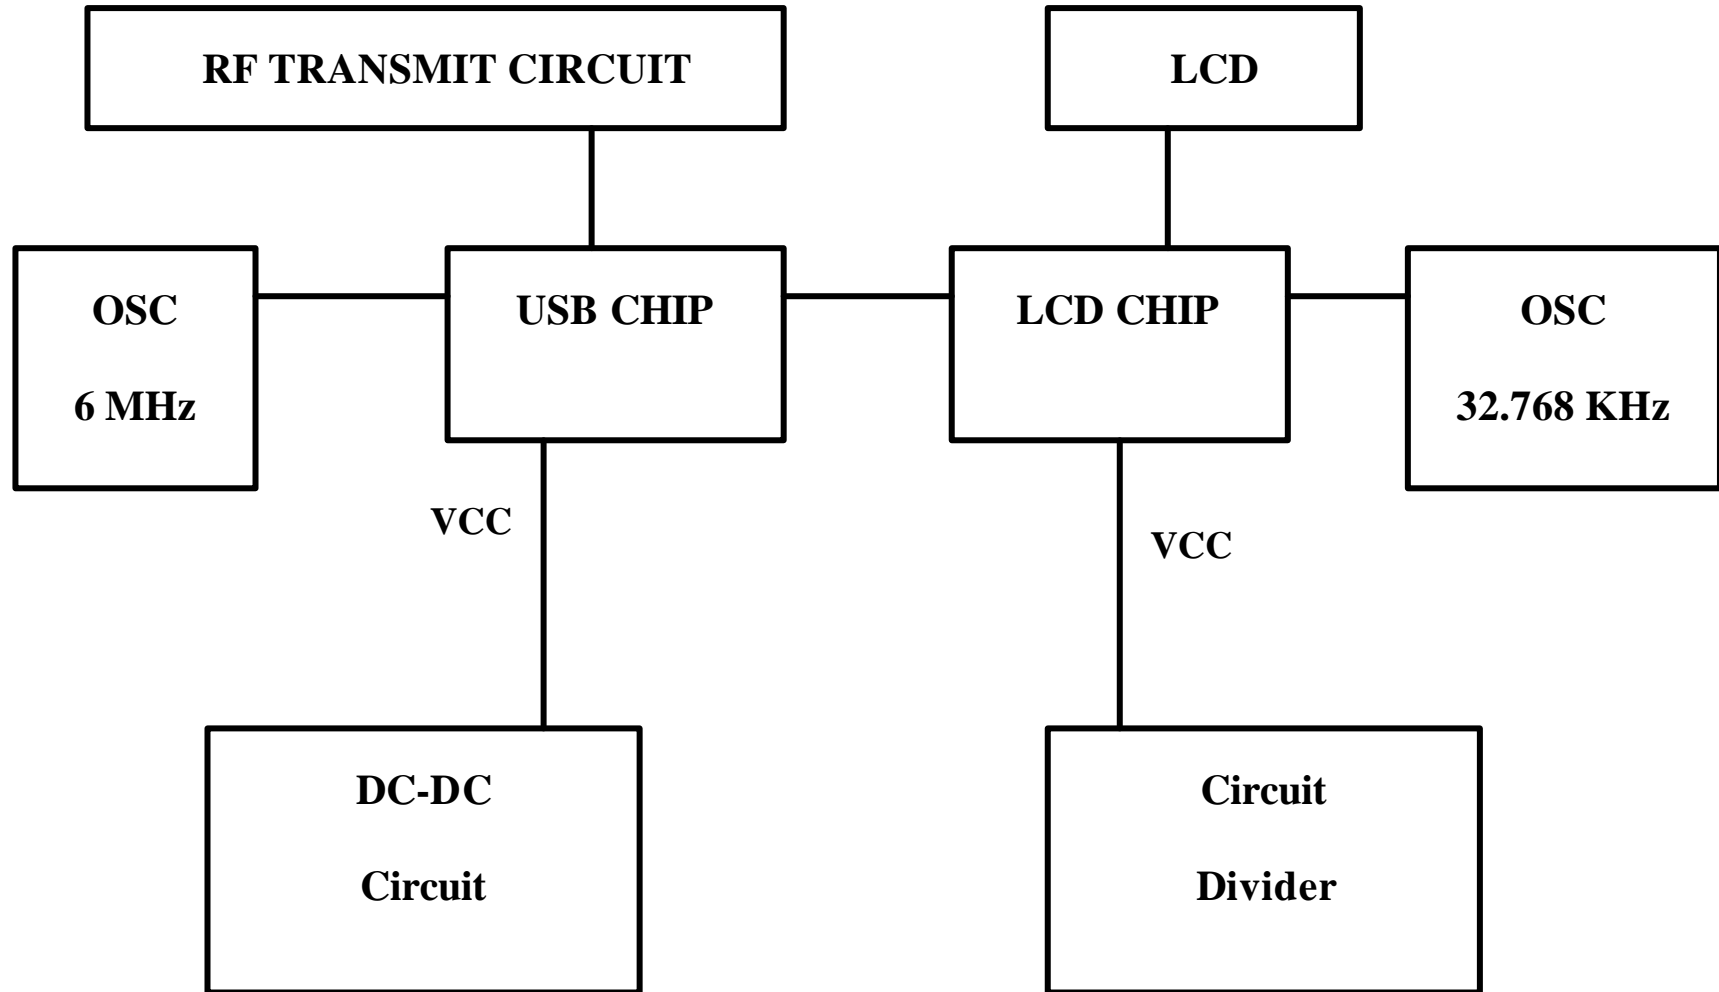 RF TRANSMIT CIRCUIT
LCD
OSC
6 MHz
USB CHIP
LCD CHIP
OSC
32.768 KHz
VCC
VCC
DC-DC
Circuit
Circuit
Divider